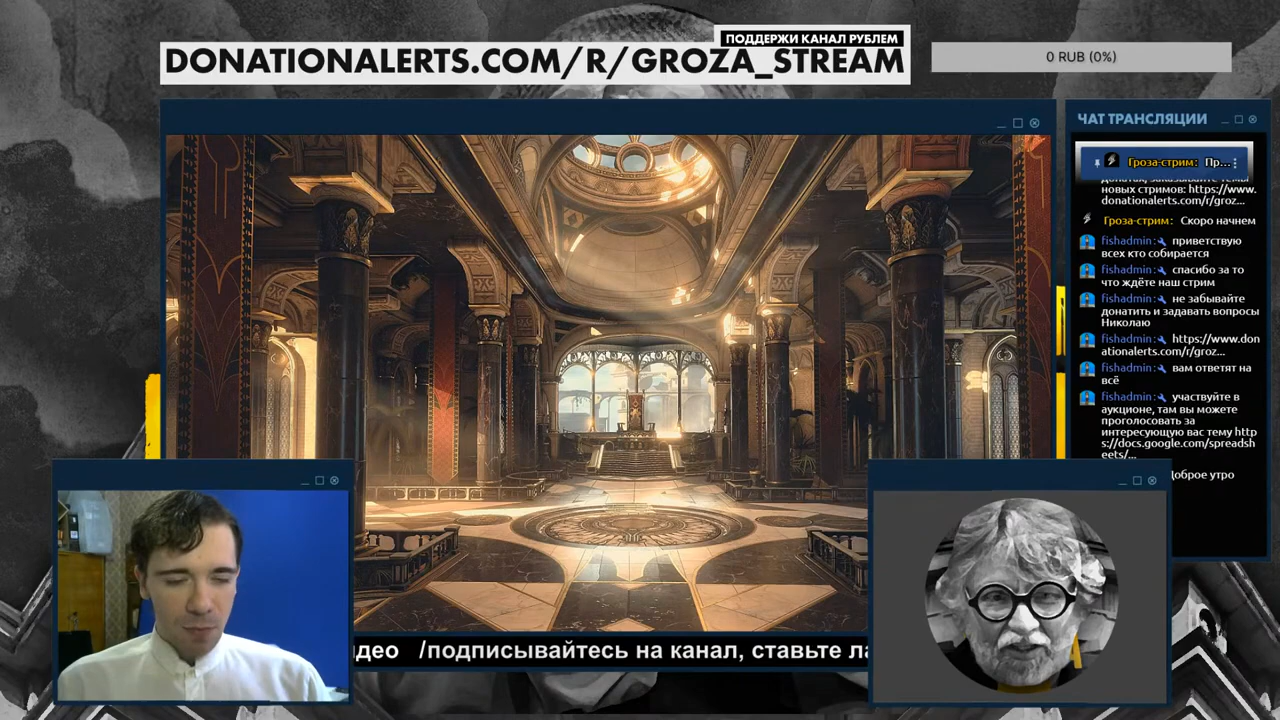 ПОДДЕРЖИ КАНАЛ РУБЛЕМ
DONATIONALERTS.COM/R/GROZA_STREAM
0 RUB (0%)
ЧАТ ТРАНСЛЯЦИИ
Гроза-стрим: Пр...
новых стримов: https://www.
donationalerts.com/r/groz...
Гроза-стрим: Скоро начнем
fishadmin: приветствую
всех кто собирается
fishadmin: спасибо за то
что ждёте наш стрим
fishadmin: не забывайте
донатить и задавать вопросы
Николаю
fishadmin: https://www.don
ationalerts.com/r/groz...
fishadmin: вам ответят на
всё
fishadmin: участвуйте в
аукционе, там вы можете
проголосовать за
интересующую вас тему http
s://docs.google.com/spreadsh
eets/...
Доброе утро
део /подписывайтесь на канал, ставьте ла